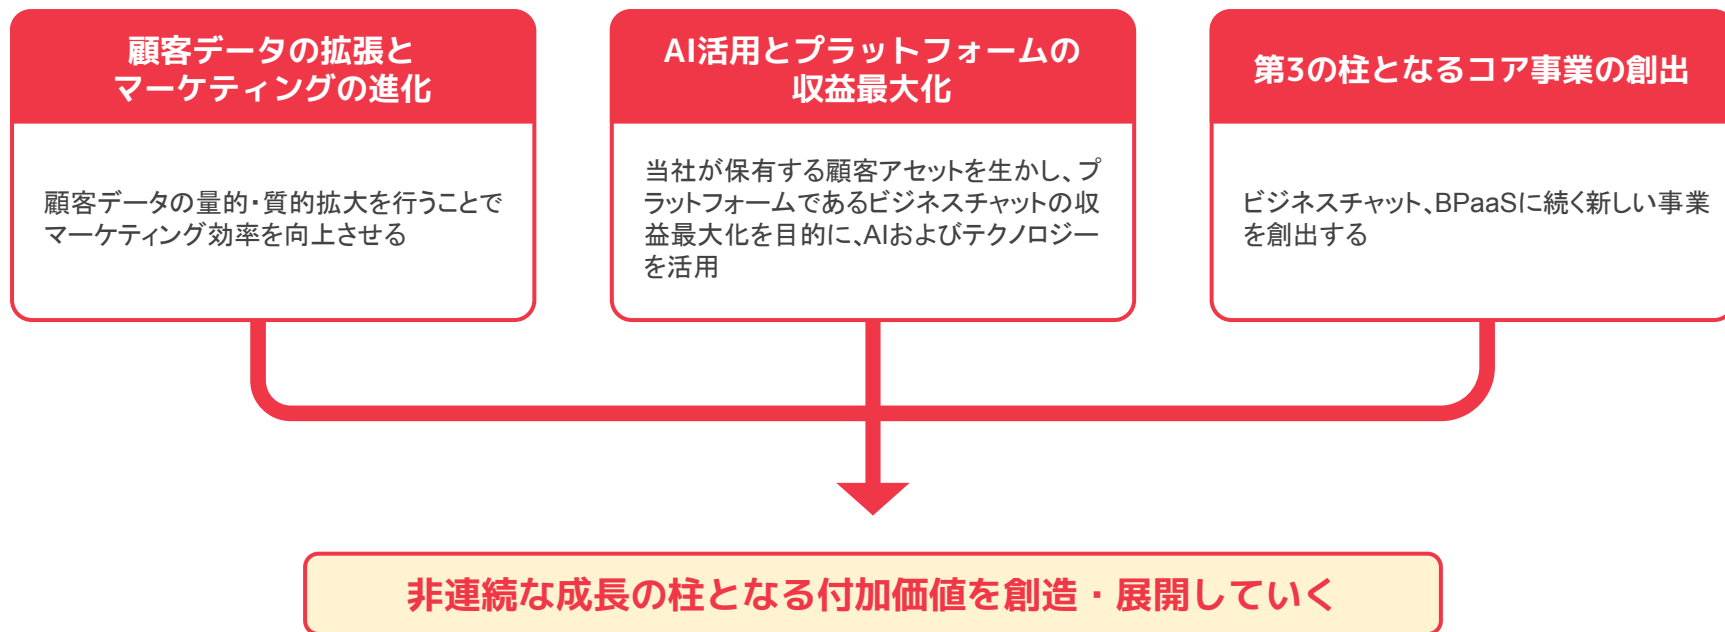 顧客データの拡張と
マーケティングの進化
顧客データの量的・質的拡大を行うことで
マーケティング効率を向上させる
AI活用とプラットフォームの
収益最大化
当社が保有する顧客アセットを生かし、プ
ラットフォームであるビジネスチャットの収
益最大化を目的に、AIおよびテクノロジー
を活用
第3の柱となるコア事業の創出
ビジネスチャット、BPaaSに続く新しい事業
を創出する
非連続な成長の柱となる付加価値を創造・展開していく